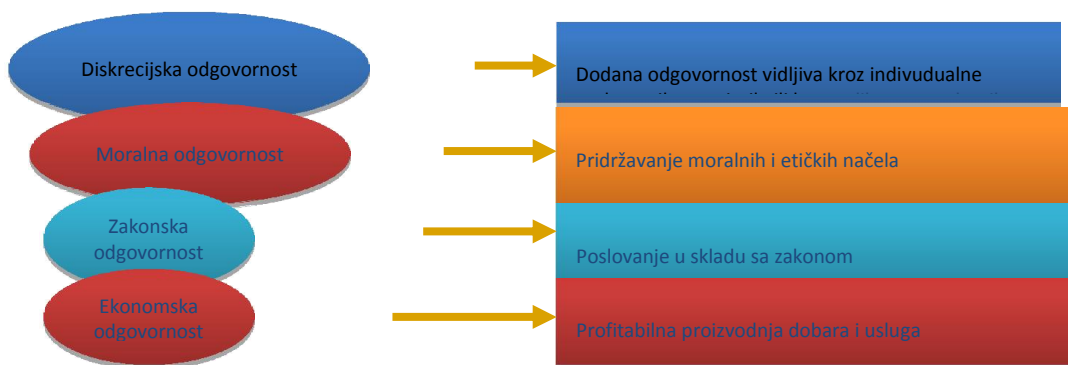 Diskrecijska odgovornost
Dodana odgovornost vidljiva kroz indivudualne
Moralna odgovornost
Pridržavanje moralnih i etičkih načela
Zakonska
odgovornost
Poslovanje u skladu sa zakonom
Ekonomska
odgovornost
Profitabilna proizvodnja dobara i usluga